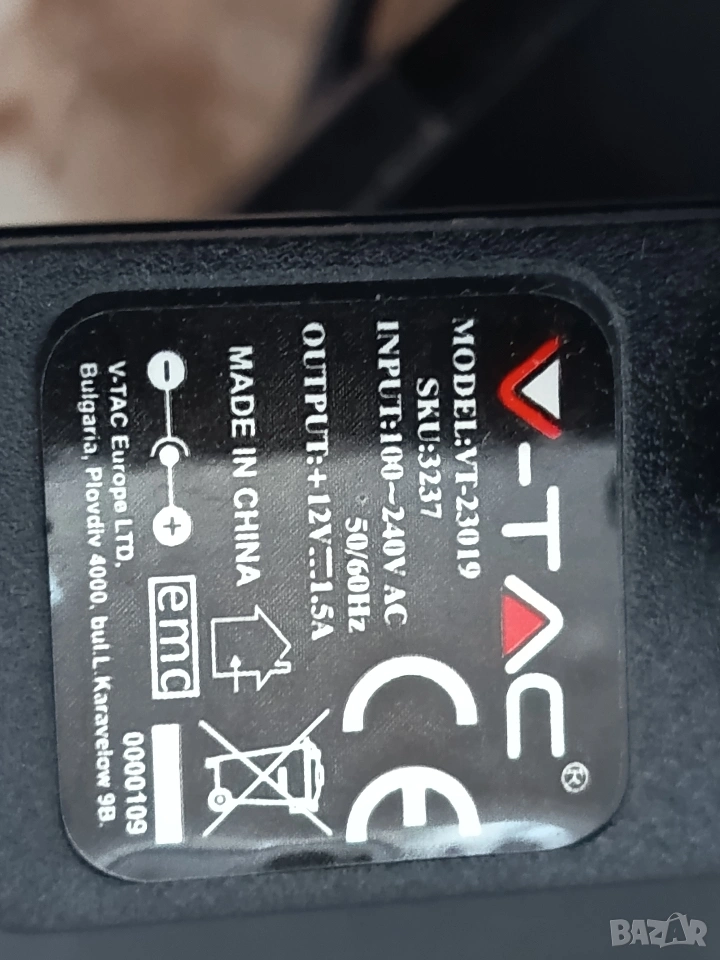 V-TAC®
MODEL:VT-23019
SKU:3237
INPUT:100~240V AC
50/60Hz
OUTPUT:+12V⎓1.5A
MADE IN CHINA
CE
emc
- +
0000109
V-TAC Europe LTD,
Bulgaria, Plovdiv 4000, bul.L.Karavelow 9B.
BAZAR